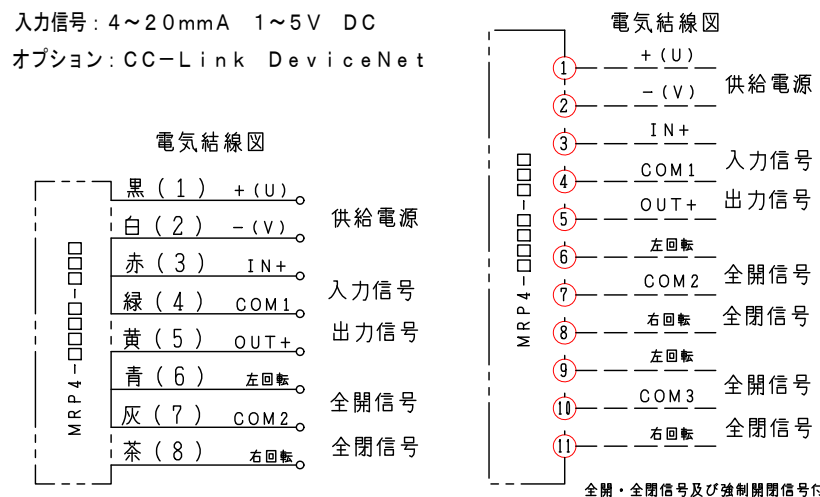 入力信号：4～20mmA 1～5V DC
オプション：CC－Link DeviceNet
電気結線図
黒(1) +(U)
白(2) -(V)
供給電源
赤(3) IN+
緑(4) COM1
入力信号
黄(5) OUT+
出力信号
青(6) 左回転
灰(7) COM2
全開信号
茶(8) 右回転
全閉信号
MRP4-□□□□-□□
電気結線図
① +(U)
② -(V)
供給電源
③ IN+
④ COM1
入力信号
⑤ OUT+
出力信号
⑥ 左回転
⑦ COM2
全開信号
⑧ 右回転
全閉信号
⑨ 左回転
⑩ COM3
全開信号
⑪ 右回転
全閉信号
MRP4-□□□□-□□□
全開・全閉信号及び強制開閉信号付